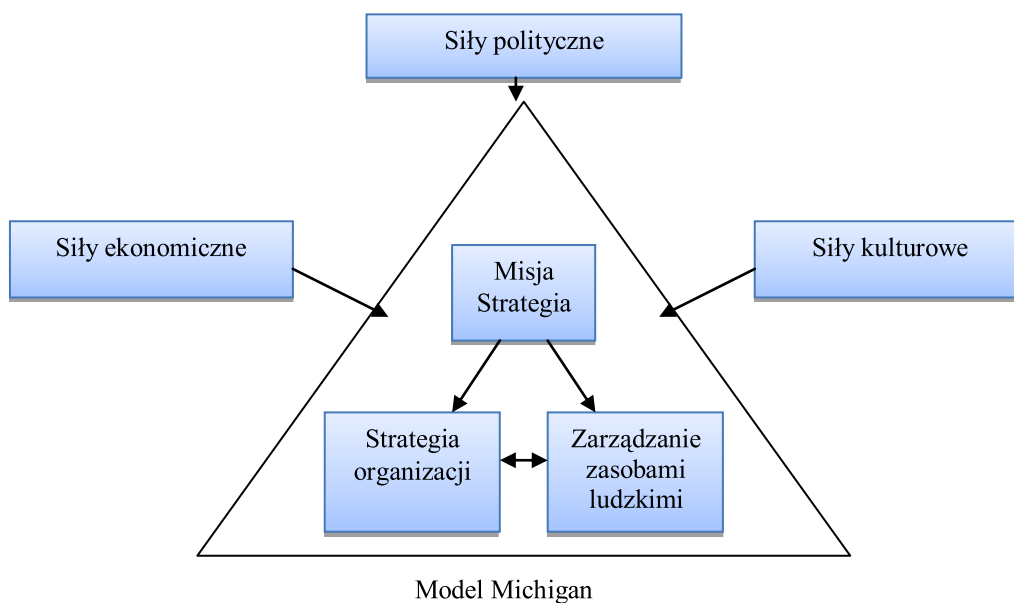 Siły polityczne
Siły ekonomiczne
Siły kulturowe
Misja
Strategia
Strategia
organizacji
Zarządzanie
zasobami
ludzkimi
Model Michigan